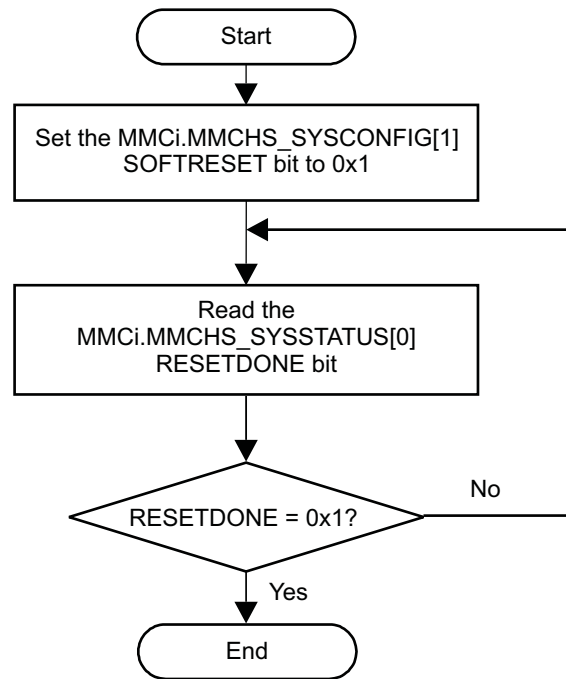 Start
Set the MMCi.MMCHS_SYSCONFIG[1]
SOFTRESET bit to 0x1
Read the
MMCi.MMCHS_SYSSTATUS[0]
RESETDONE bit
RESETDONE = 0x1?
No
Yes
End